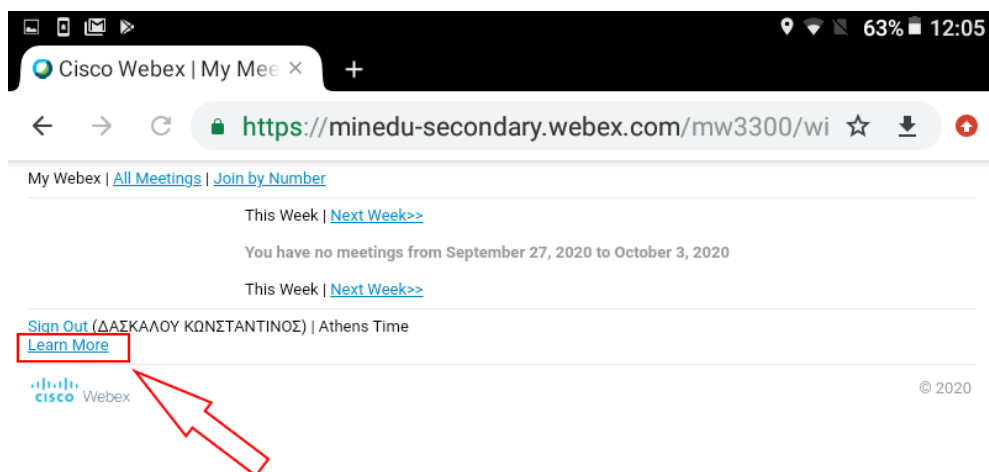 63% 12:05
Cisco Webex | My Mee
https://minedu-secondary.webex.com/mw3300/wi
My Webex | All Meetings | Join by Number
This Week | Next Week>>
You have no meetings from September 27, 2020 to October 3, 2020
This Week | Next Week>>
Sign Out (ΔΑΣΚΑΛΟΥ ΚΩΝΣΤΑΝΤΙΝΟΣ) | Athens Time
Learn More
cisco Webex © 2020